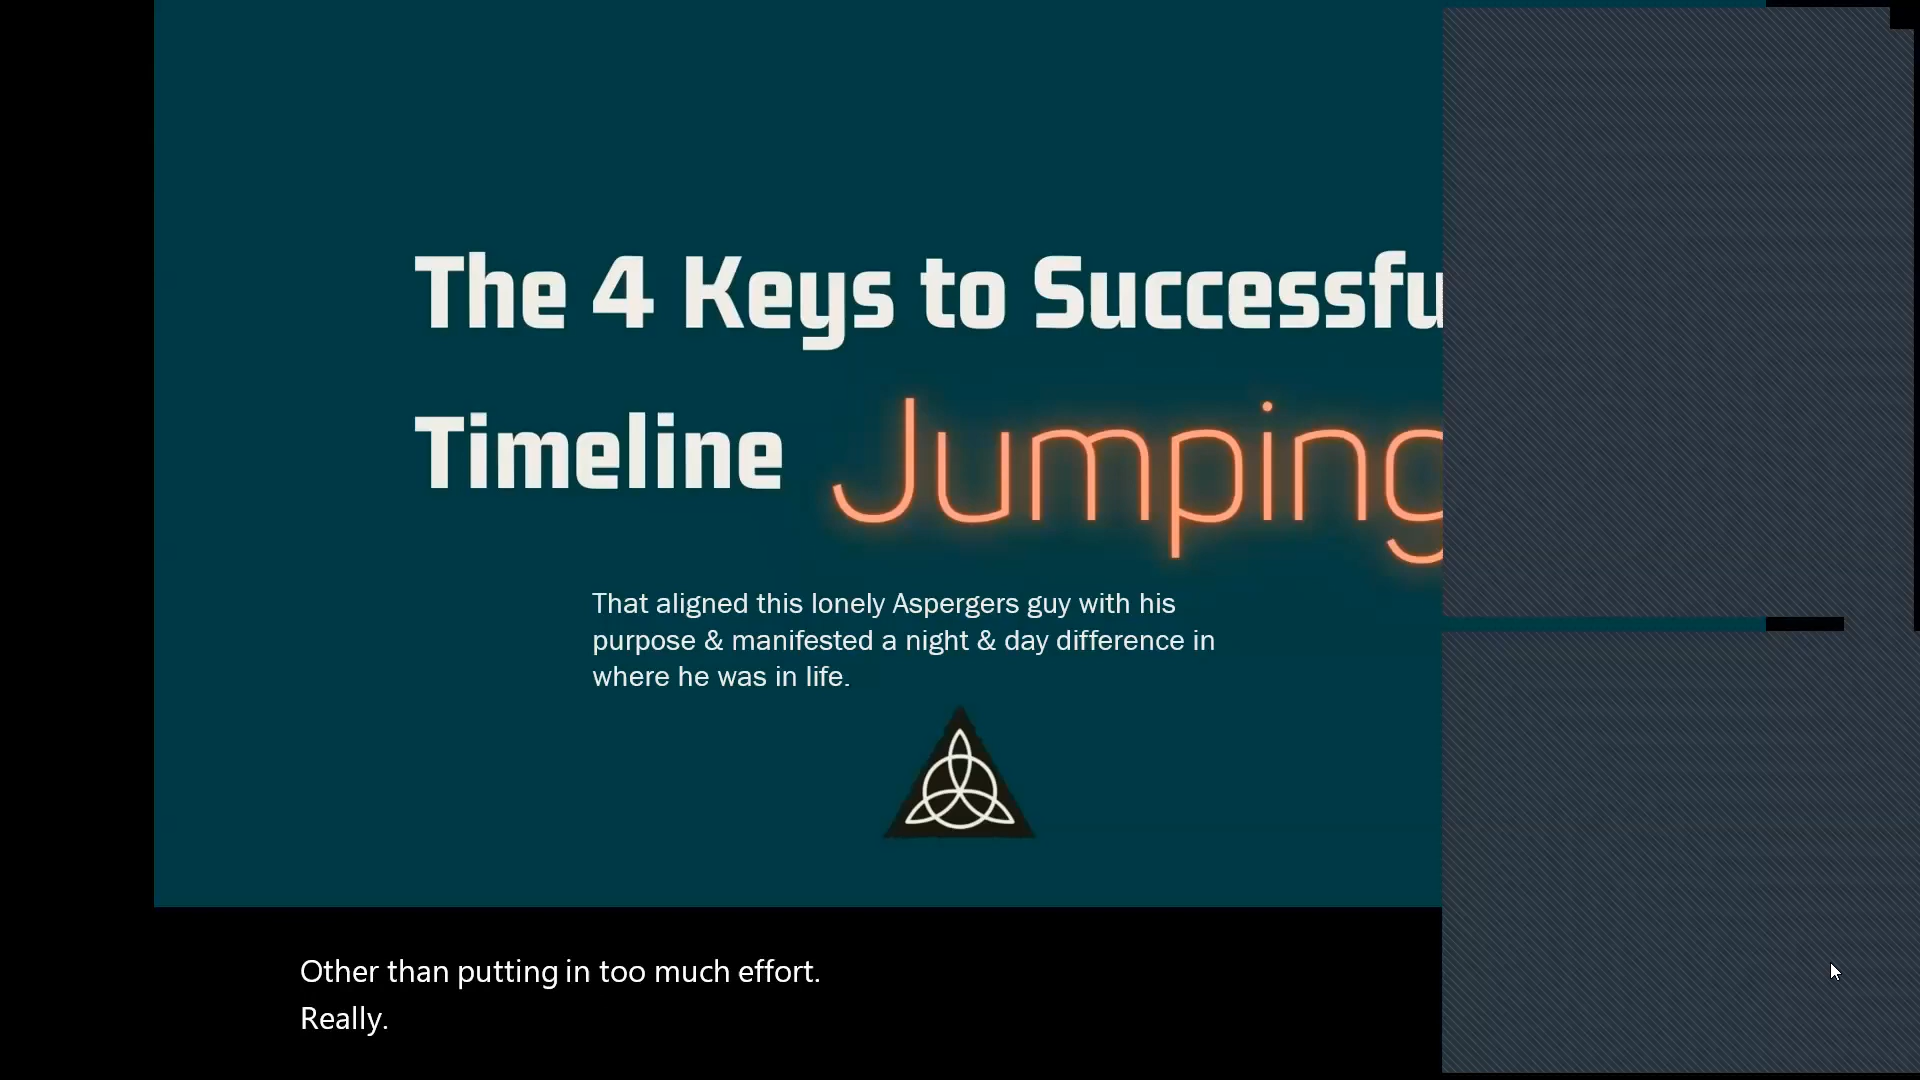 The 4 Keys to Successfu
Timeline Jumping
That aligned this lonely Aspergers guy with his
purpose & manifested a night & day difference in
where he was in life.
Other than putting in too much effort.
Really.